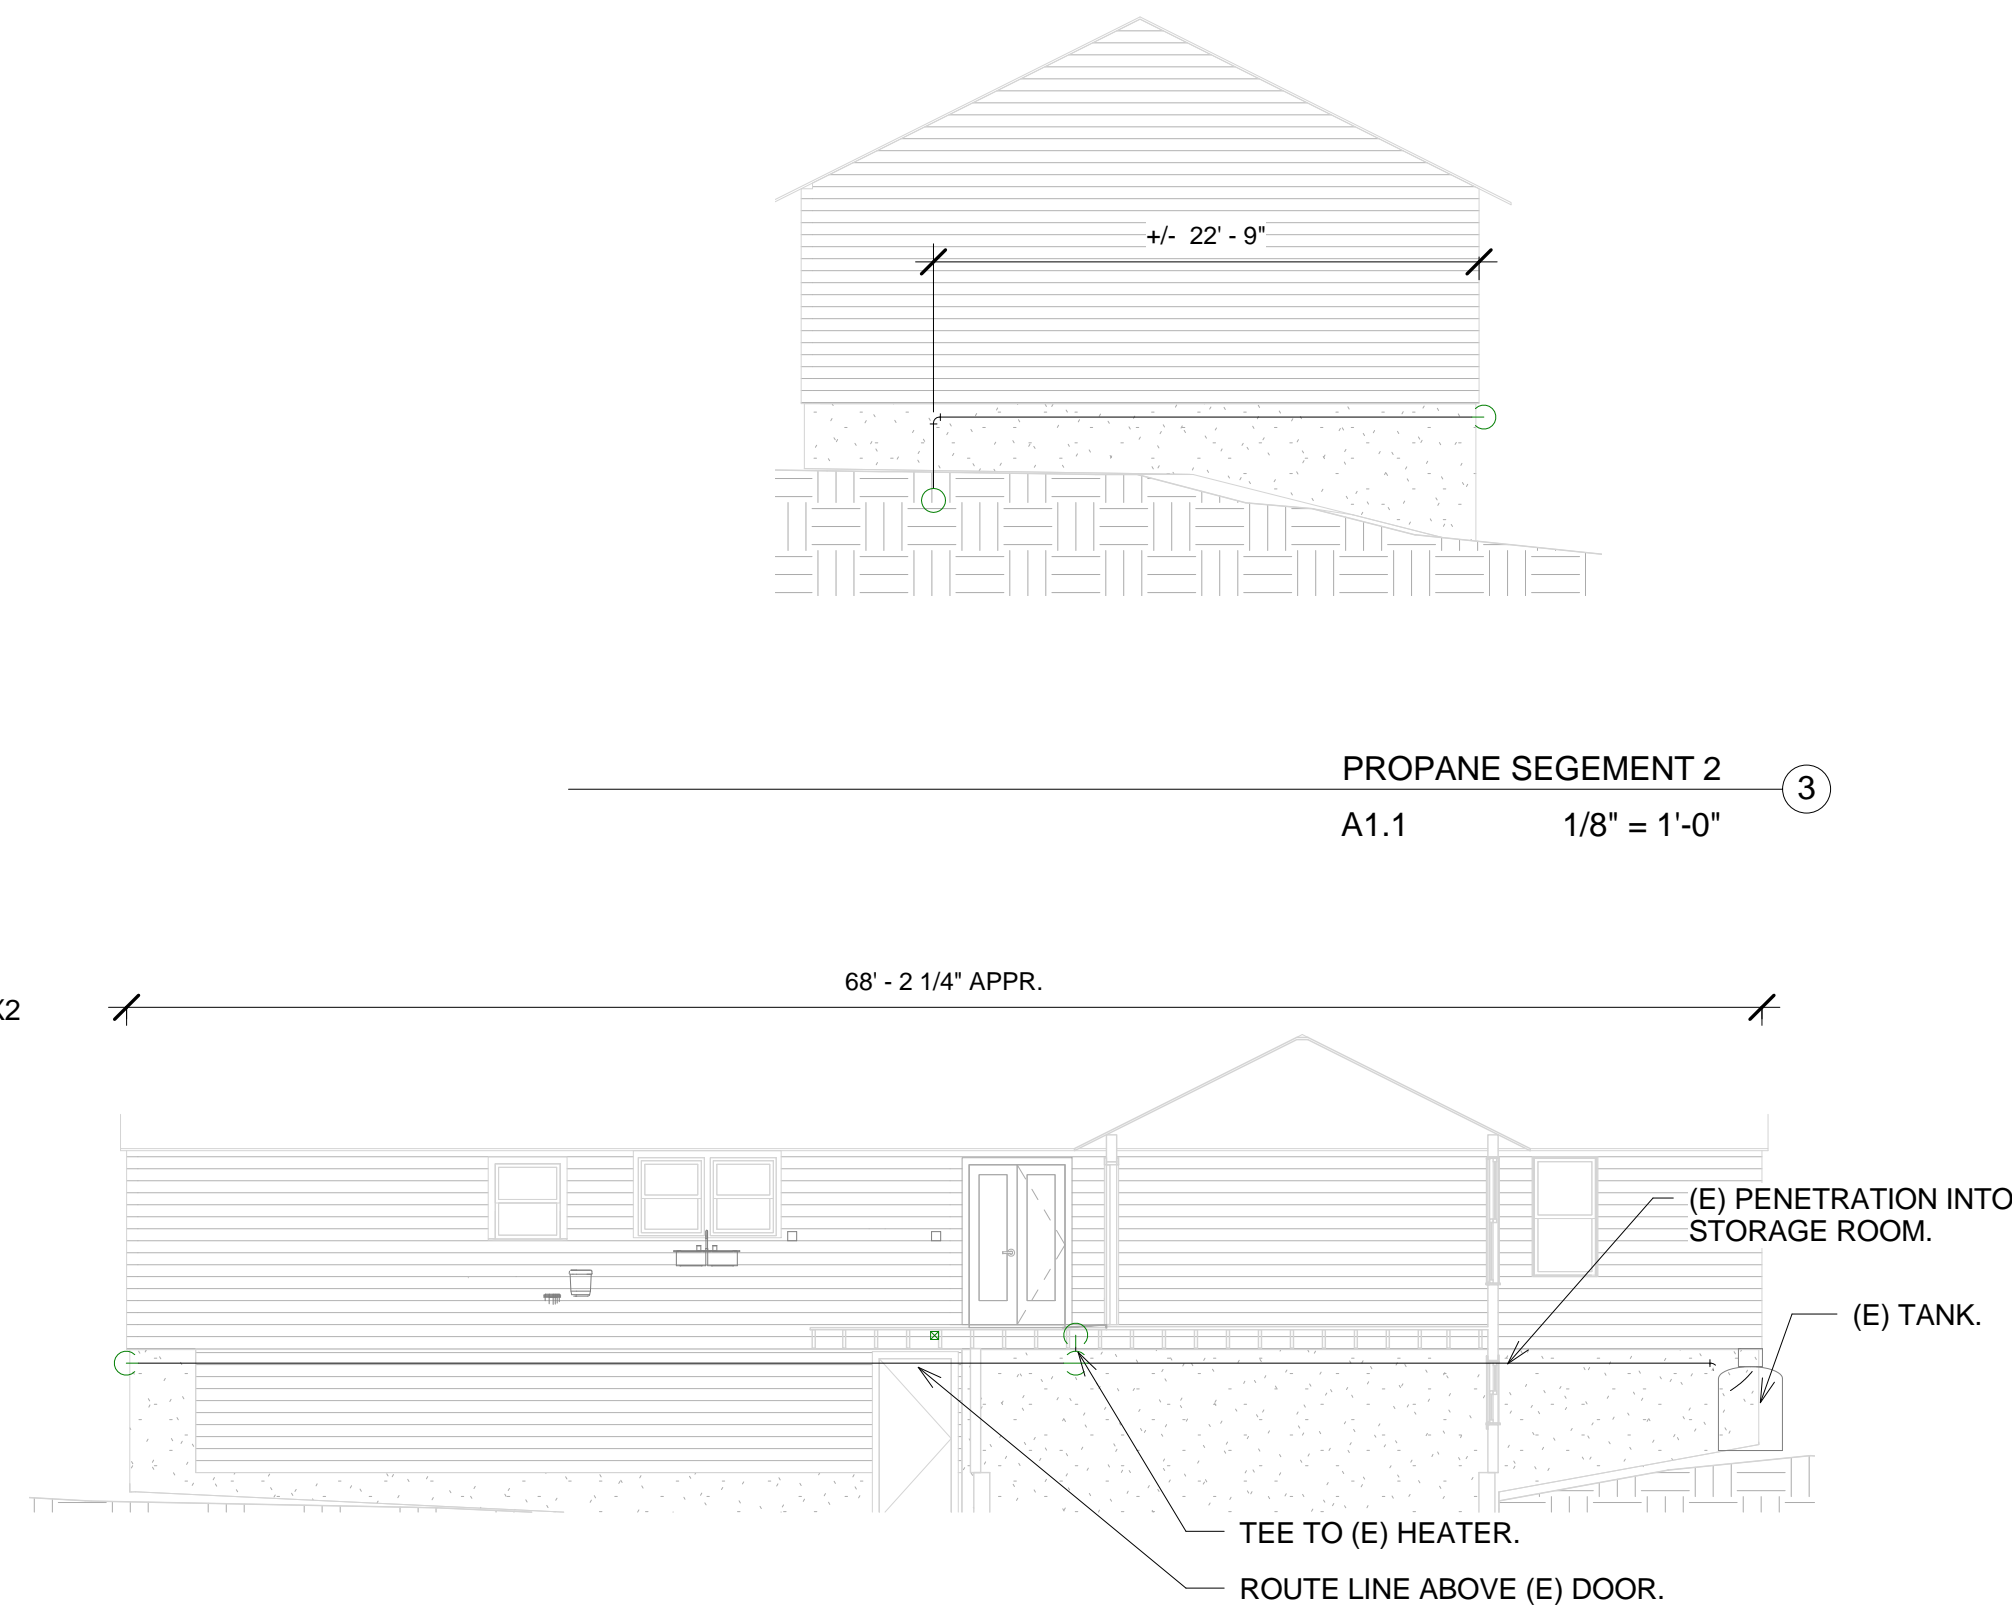 +/- 22' - 9"
PROPANE SEGEMENT 2
3
A1.1 1/8" = 1'-0"
68' - 2 1/4" APPR.
X2
(E) PENETRATION INTO
STORAGE ROOM.
(E) TANK.
TEE TO (E) HEATER.
ROUTE LINE ABOVE (E) DOOR.